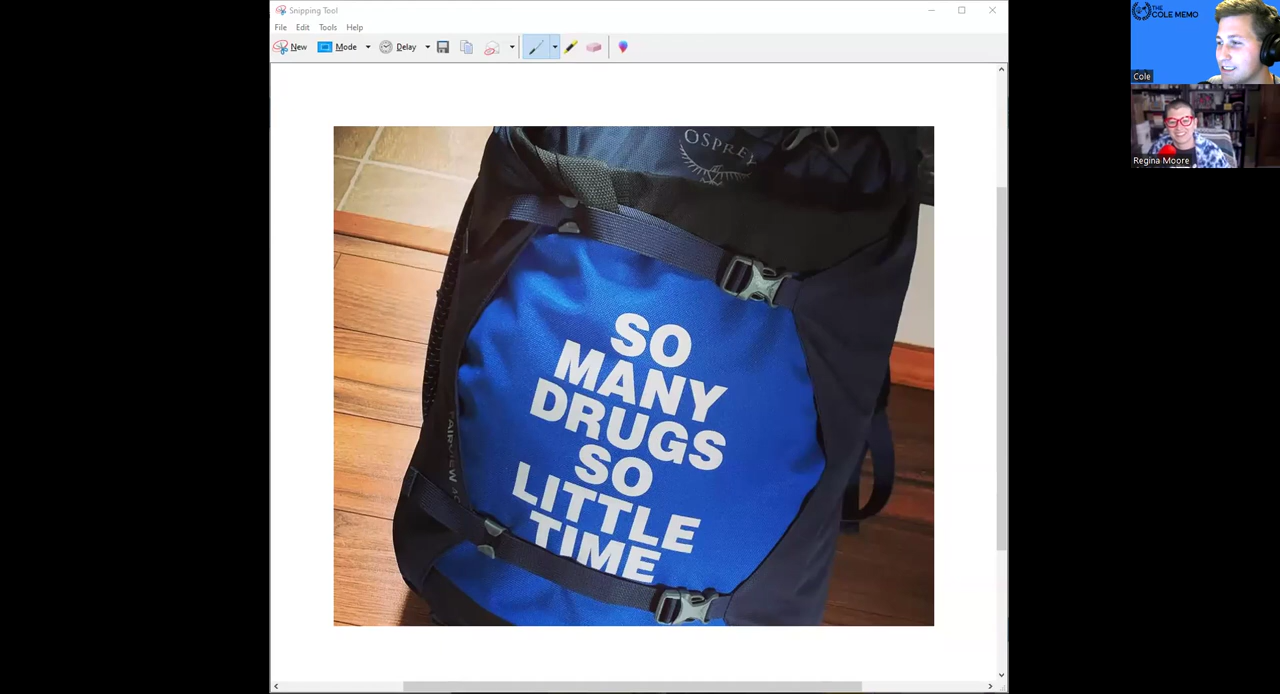 Snipping Tool
File Edit Tools Help
New Mode Delay
THE
COLE MEMO
Cole
Regina Moore
OSPREY
SO
MANY
DRUGS
SO
LITTLE
TIME
FAIRVIEW